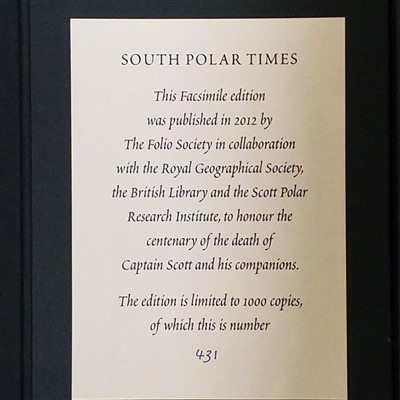 SOUTH POLAR TIMES
This Facsimile edition
was published in 2012 by
The Folio Society in collaboration
with the Royal Geographical Society,
the British Library and the Scott Polar
Research Institute, to honour the
centenary of the death of
Captain Scott and his companions.
The edition is limited to 1000 copies,
of which this is number
431